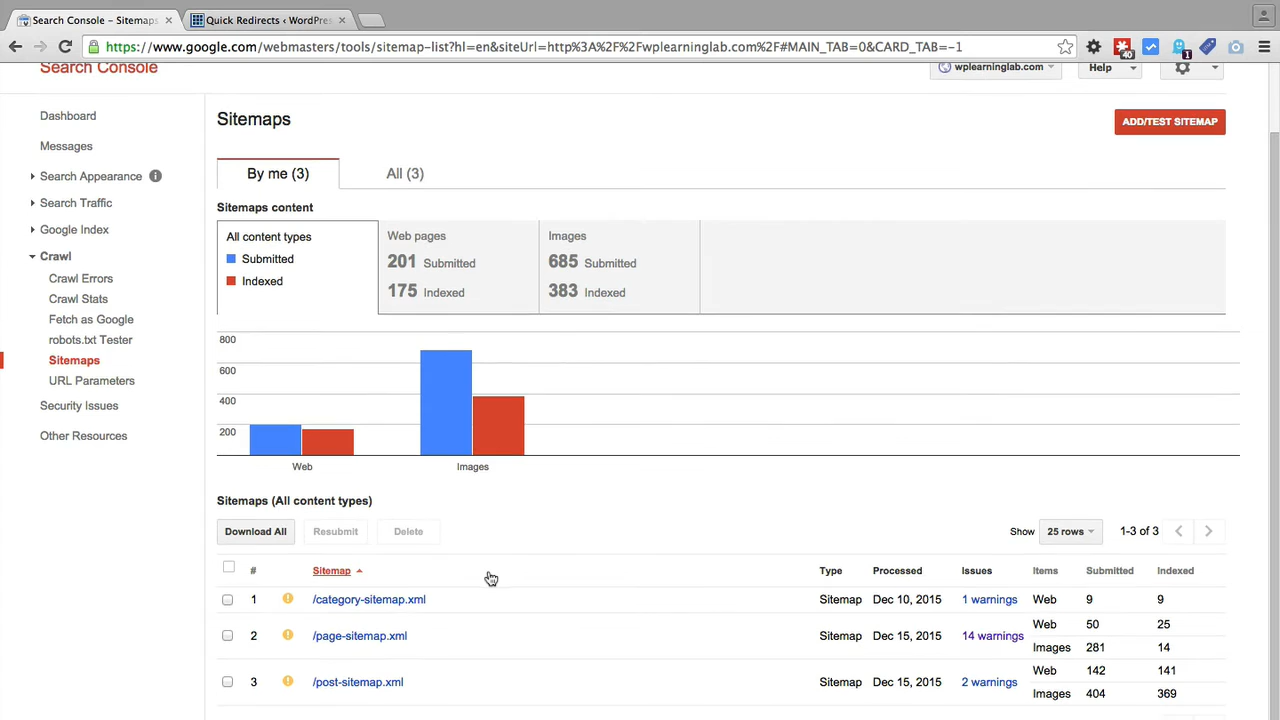 Search Console – Sitemaps
Quick Redirects ‹ WordPres
https://www.google.com/webmasters/tools/sitemap-list?hl=en&siteUrl=http%3A%2F%2Fwplearninglab.com%2F#MAIN_TAB=0&CARD_TAB=-1
40
1
Search Console
wplearninglab.com
Help
Dashboard
Messages
Search Appearance
Search Traffic
Google Index
Crawl
Crawl Errors
Crawl Stats
Fetch as Google
robots.txt Tester
Sitemaps
URL Parameters
Security Issues
Other Resources
Sitemaps
ADD/TEST SITEMAP
By me (3)
All (3)
Sitemaps content
All content types
Submitted
Indexed
Web pages
201 Submitted
175 Indexed
Images
685 Submitted
383 Indexed
800
600
400
200
Web
Images
Sitemaps (All content types)
Download All
Resubmit
Delete
Show
25 rows
1-3 of 3
# Sitemap Type Processed Issues Items Submitted Indexed
1 /category-sitemap.xml Sitemap Dec 10, 2015 1 warnings Web 9 9
2 /page-sitemap.xml Sitemap Dec 15, 2015 14 warnings Web 50 25
Images 281 14
3 /post-sitemap.xml Sitemap Dec 15, 2015 2 warnings Web 142 141
Images 404 369